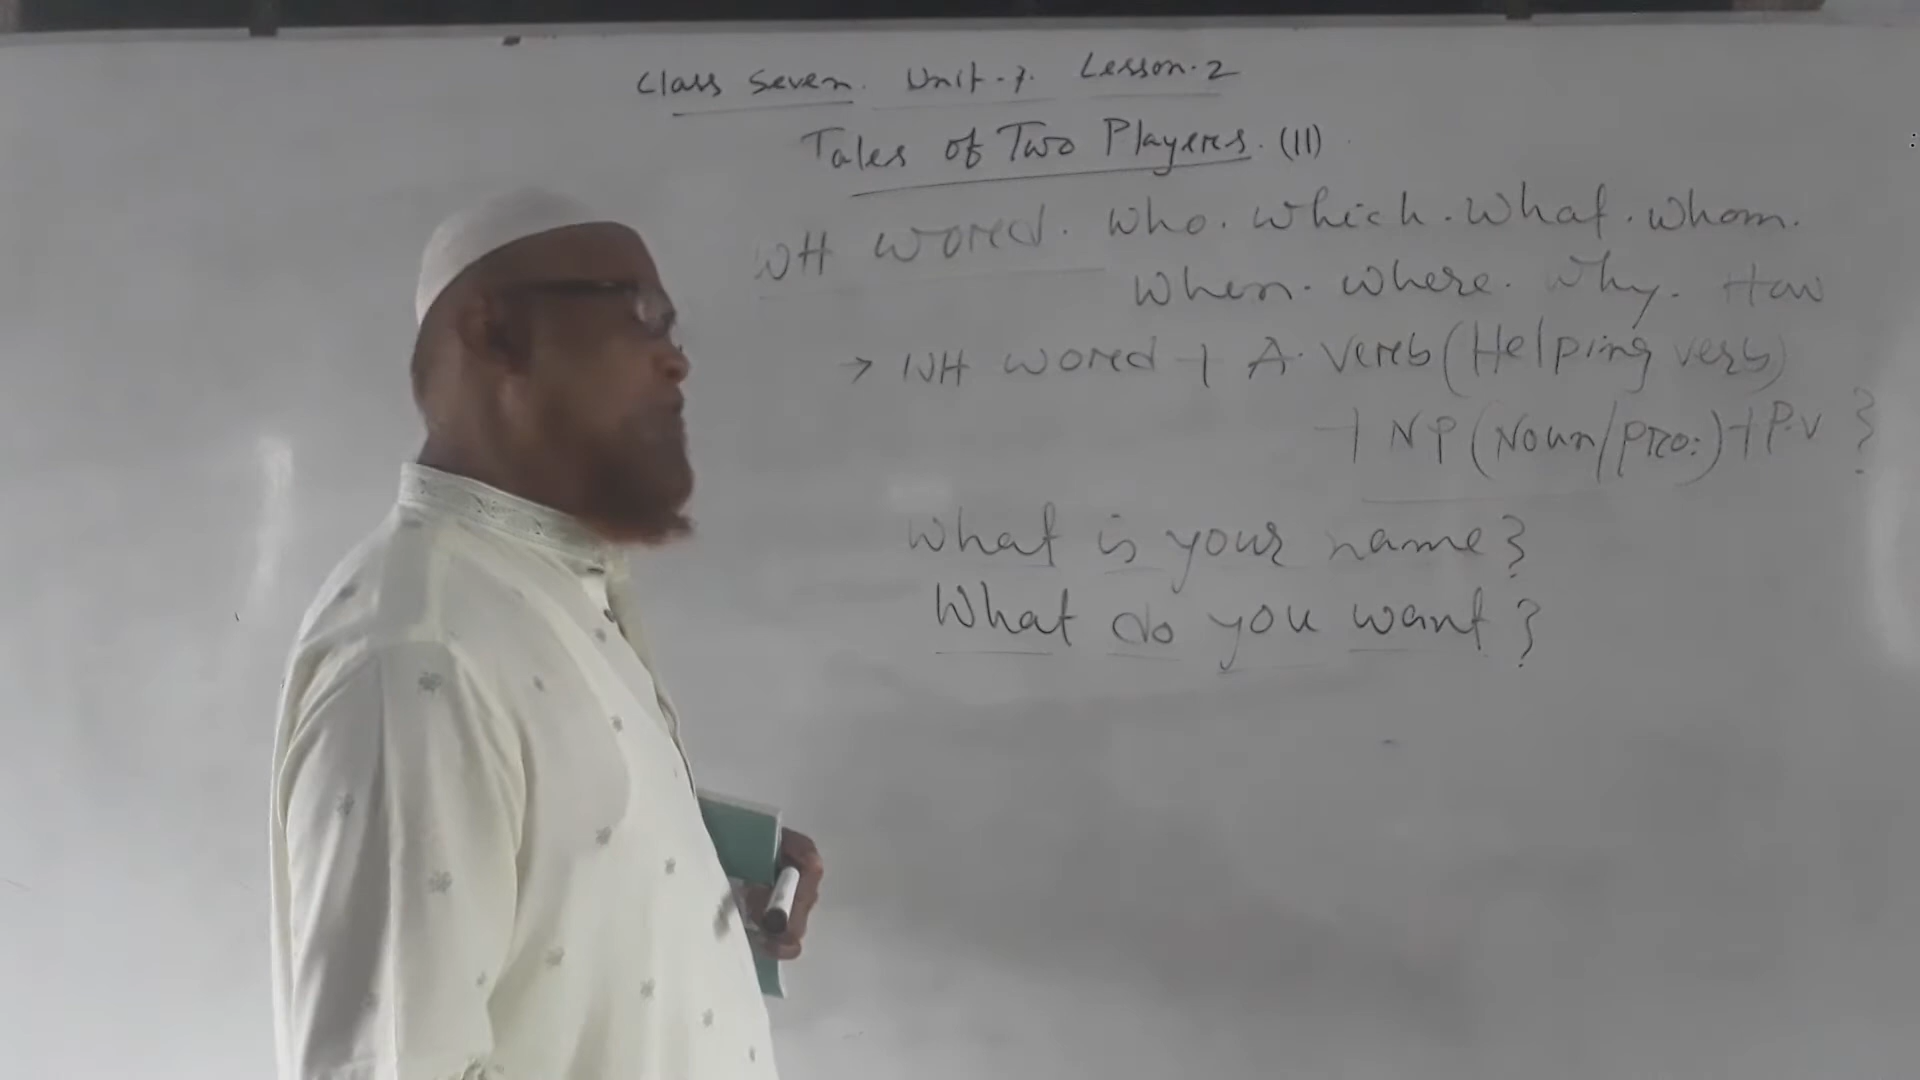 Class Seven. Unit-7. Lesson-2
Tales of Two Players. (II)
WH Word. Who. Which. What. Whom.
When. Where. Why. How
→ WH Word + A. Verb (Helping verb)
+ NP (Noun/pro:) + P.V ?
What is your name?
What do you want?